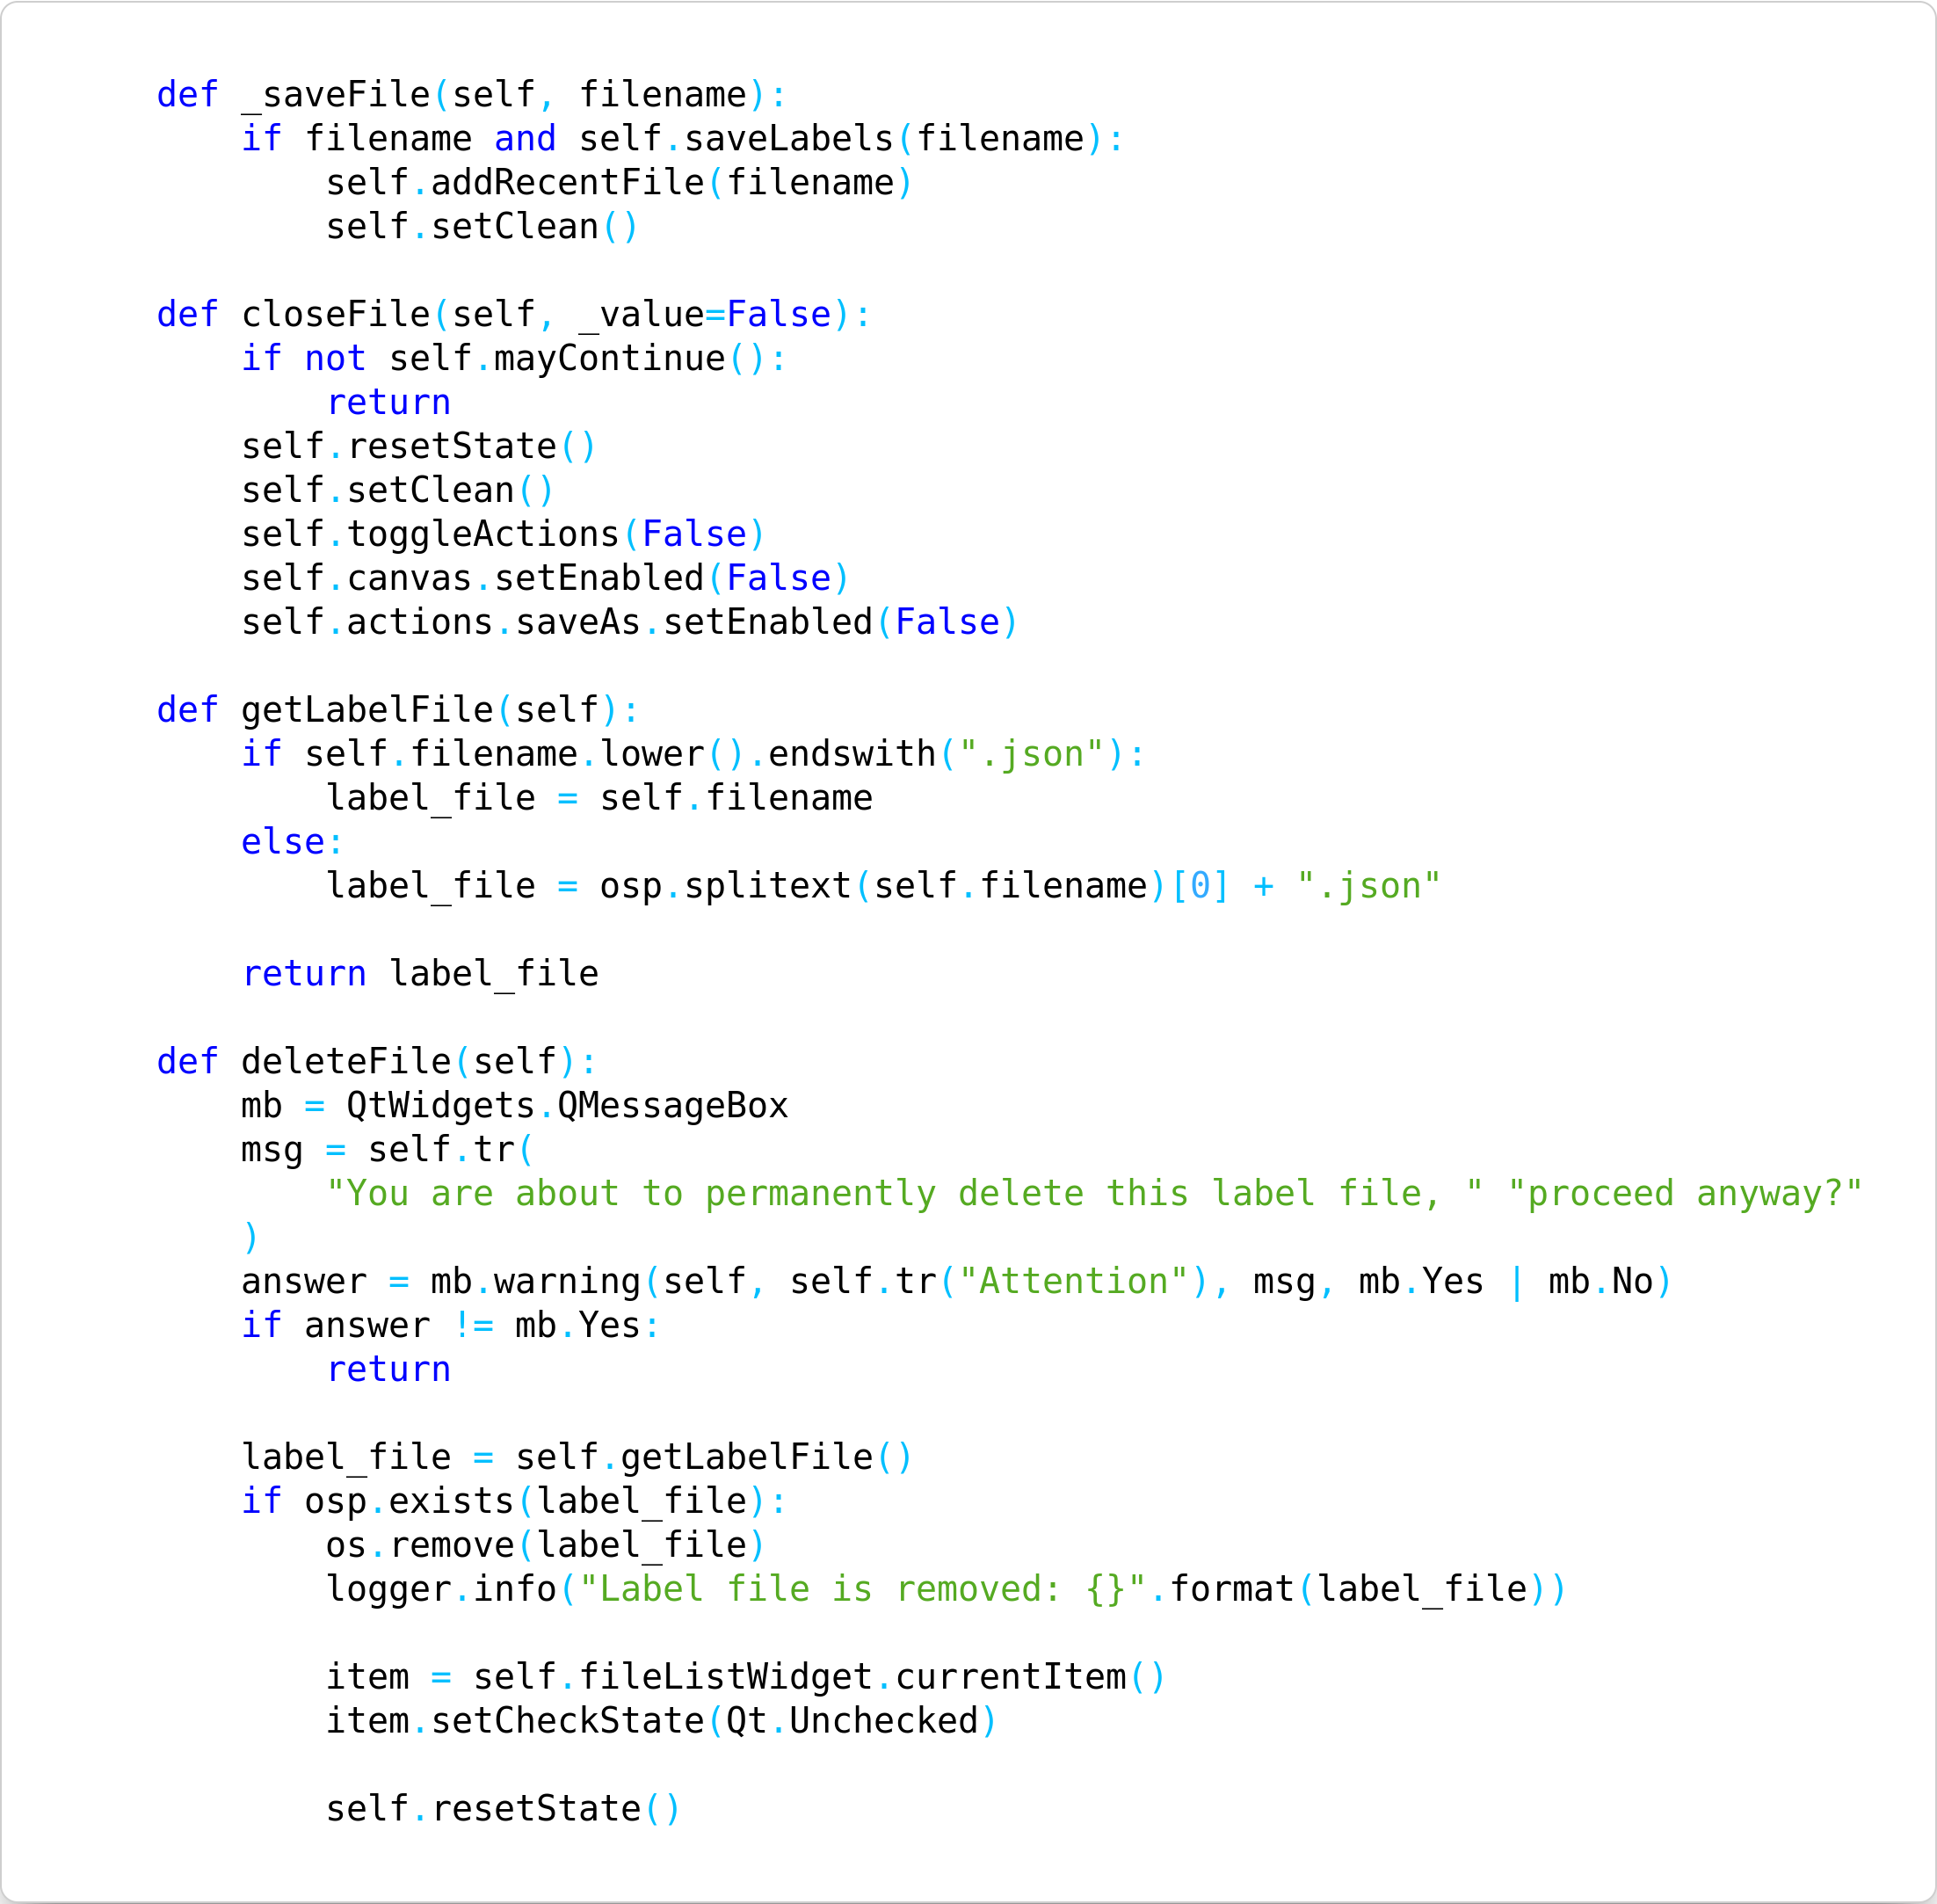 def _saveFile(self, filename):
    if filename and self.saveLabels(filename):
        self.addRecentFile(filename)
        self.setClean()

def closeFile(self, _value=False):
    if not self.mayContinue():
        return
    self.resetState()
    self.setClean()
    self.toggleActions(False)
    self.canvas.setEnabled(False)
    self.actions.saveAs.setEnabled(False)

def getLabelFile(self):
    if self.filename.lower().endswith(".json"):
        label_file = self.filename
    else:
        label_file = osp.splitext(self.filename)[0] + ".json"

    return label_file

def deleteFile(self):
    mb = QtWidgets.QMessageBox
    msg = self.tr(
        "You are about to permanently delete this label file, " "proceed anyway?"
    )
    answer = mb.warning(self, self.tr("Attention"), msg, mb.Yes | mb.No)
    if answer != mb.Yes:
        return

    label_file = self.getLabelFile()
    if osp.exists(label_file):
        os.remove(label_file)
        logger.info("Label file is removed: {}".format(label_file))

        item = self.fileListWidget.currentItem()
        item.setCheckState(Qt.Unchecked)

        self.resetState()